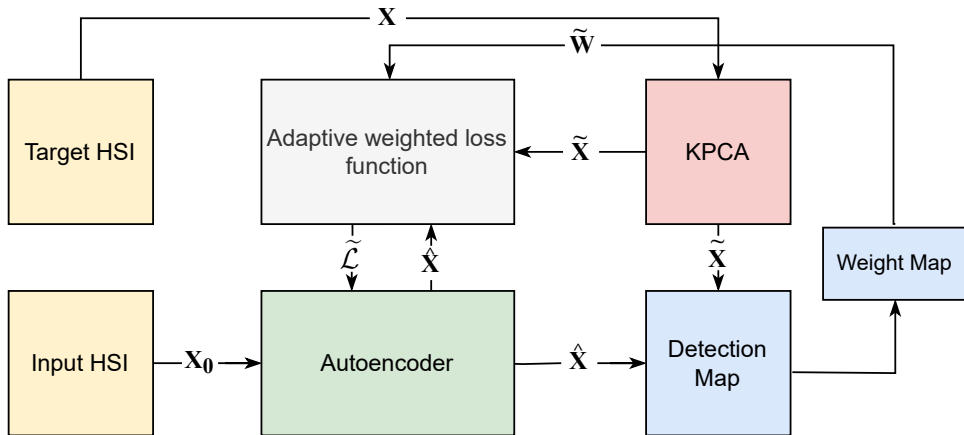 X
W̃
Target HSI
Adaptive weighted loss
function
X̃
KPCA
ℒ̃
X̂
X̃
Weight Map
Input HSI
X₀
Autoencoder
X̂
Detection
Map